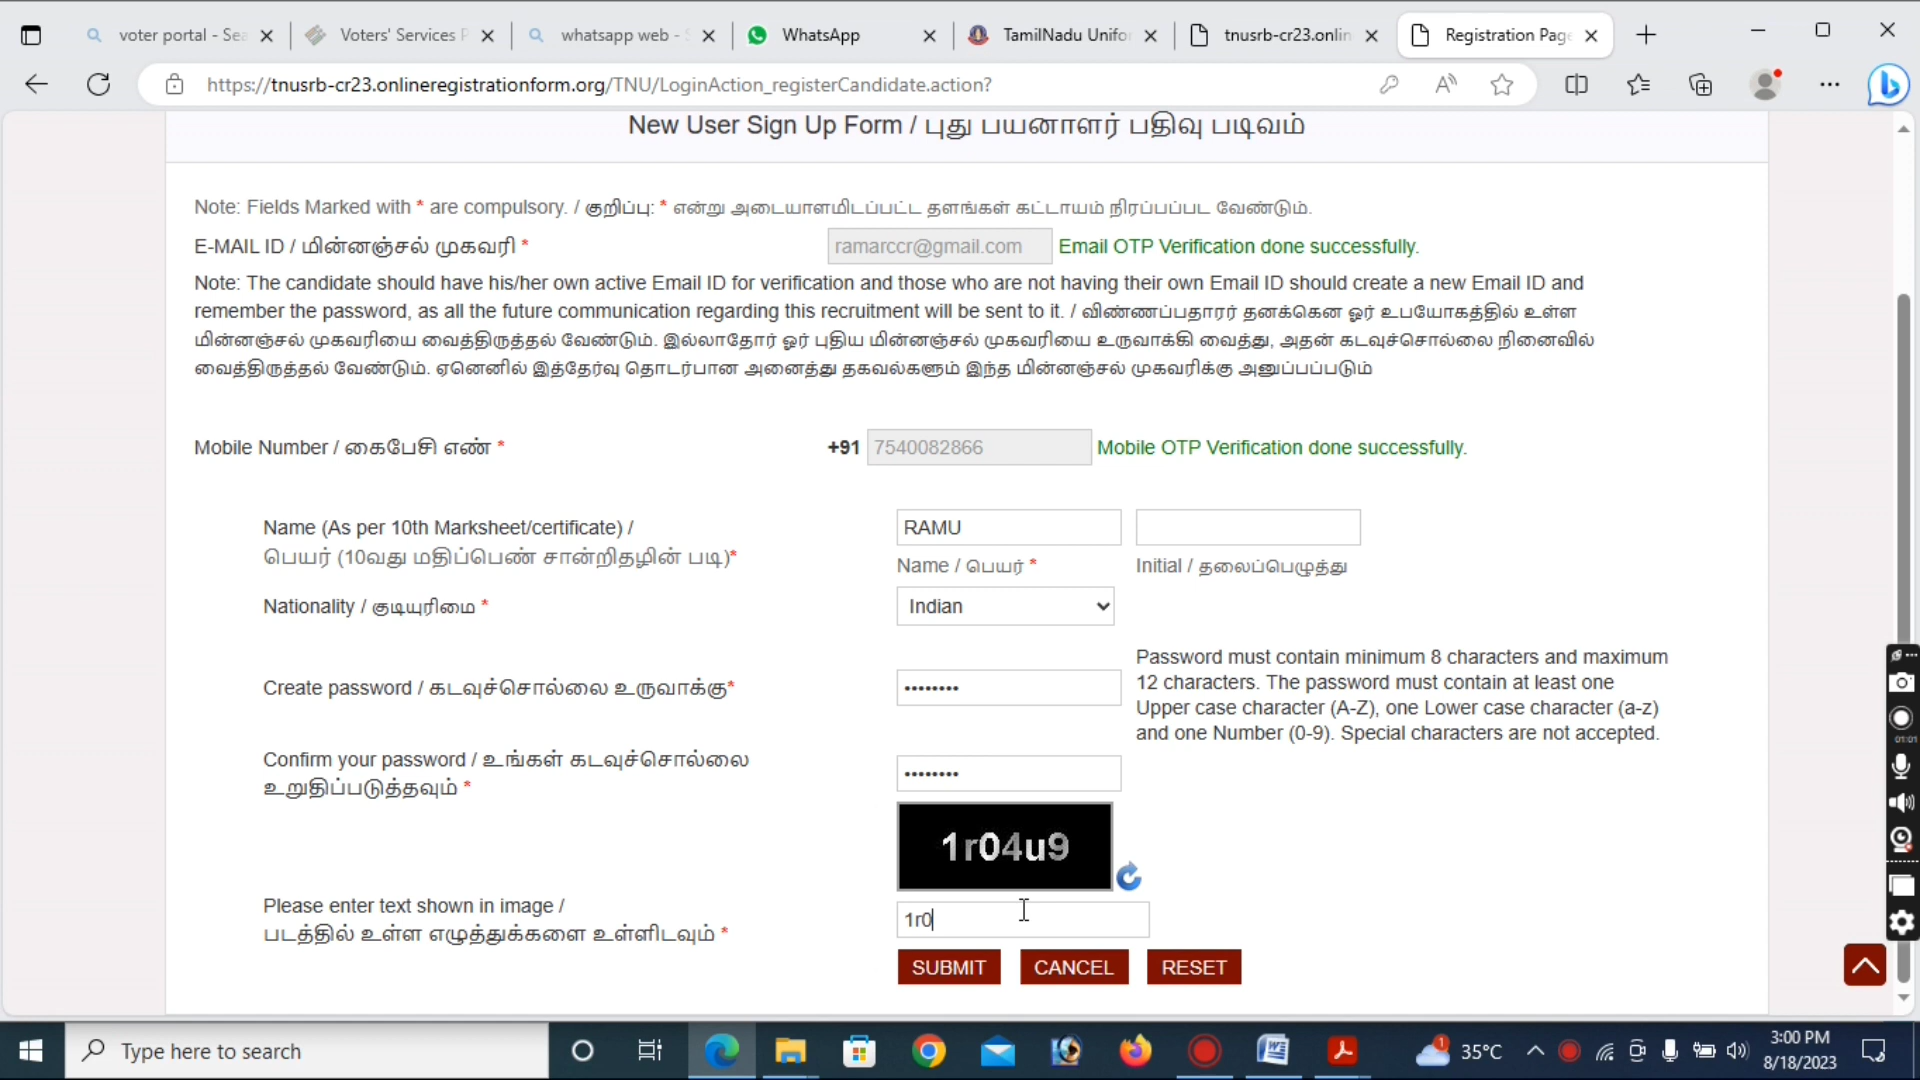 voter portal - Sea
Voters' Services P
whatsapp web - S
WhatsApp
TamilNadu Unifo
tnusrb-cr23.onlin
Registration Page
https://tnusrb-cr23.onlineregistrationform.org/TNU/LoginAction_registerCandidate.action?
New User Sign Up Form / புது பயனாளர் பதிவு படிவம்
Note: Fields Marked with * are compulsory. / குறிப்பு: * என்று அடையாளமிடப்பட்ட தளங்கள் கட்டாயம் நிரப்பப்பட வேண்டும்.
E-MAIL ID / மின்னஞ்சல் முகவரி *
ramarccr@gmail.com Email OTP Verification done successfully.
Note: The candidate should have his/her own active Email ID for verification and those who are not having their own Email ID should create a new Email ID and
remember the password, as all the future communication regarding this recruitment will be sent to it. / விண்ணப்பதாரர் தனக்கென ஓர் உபயோகத்தில் உள்ள
மின்னஞ்சல் முகவரியை வைத்திருத்தல் வேண்டும். இல்லாதோர் ஓர் புதிய மின்னஞ்சல் முகவரியை உருவாக்கி வைத்து, அதன் கடவுச்சொல்லை நினைவில்
வைத்திருத்தல் வேண்டும். ஏனெனில் இத்தேர்வு தொடர்பான அனைத்து தகவல்களும் இந்த மின்னஞ்சல் முகவரிக்கு அனுப்பப்படும்
Mobile Number / கைபேசி எண் *
+91 7540082866 Mobile OTP Verification done successfully.
Name (As per 10th Marksheet/certificate) /
பெயர் (10வது மதிப்பெண் சான்றிதழின் படி)*
RAMU
Name / பெயர் *
Initial / தலைப்பெழுத்து
Nationality / குடியுரிமை *
Indian
Create password / கடவுச்சொல்லை உருவாக்கு*
••••••••
Password must contain minimum 8 characters and maximum
12 characters. The password must contain at least one
Upper case character (A-Z), one Lower case character (a-z)
and one Number (0-9). Special characters are not accepted.
Confirm your password / உங்கள் கடவுச்சொல்லை
உறுதிப்படுத்தவும் *
••••••••
1r04u9
Please enter text shown in image /
படத்தில் உள்ள எழுத்துக்களை உள்ளிடவும் *
1r0
SUBMIT
CANCEL
RESET
01:01
Type here to search
35°C
3:00 PM
8/18/2023